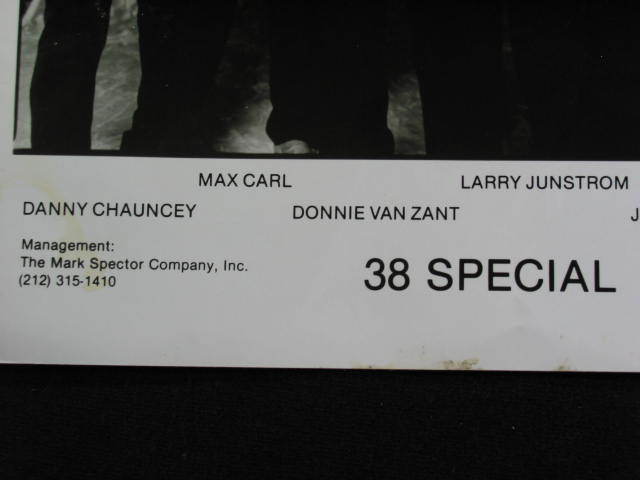 MAX CARL LARRY JUNSTROM
DANNY CHAUNCEY DONNIE VAN ZANT J
Management:
The Mark Spector Company, Inc.
(212) 315-1410
38 SPECIAL